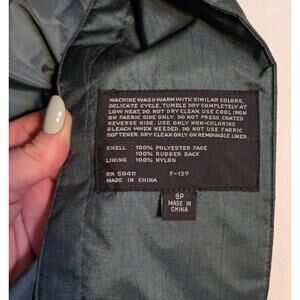 MACHINE WASH WARM WITH SIMILAR COLORS,
DELICATE CYCLE, TUMBLE DRY COMPLETELY AT
LOW HEAT, DO NOT DRY CLEAN. USE COOL IRON
ON FABRIC SIDE ONLY. DO NOT PRESS COATED
REVERSE SIDE. USE ONLY NON-CHLORINE
BLEACH WHEN NEEDED. DO NOT USE FABRIC
SOFTENER. DRY CLEAN ONLY ON REMOVABLE LINER.
SHELL : 100% POLYESTER FACE
100% RUBBER BACK
LINING : 100% NYLON
RN 50411 F-137
MADE IN CHINA
8P
MADE IN
CHINA